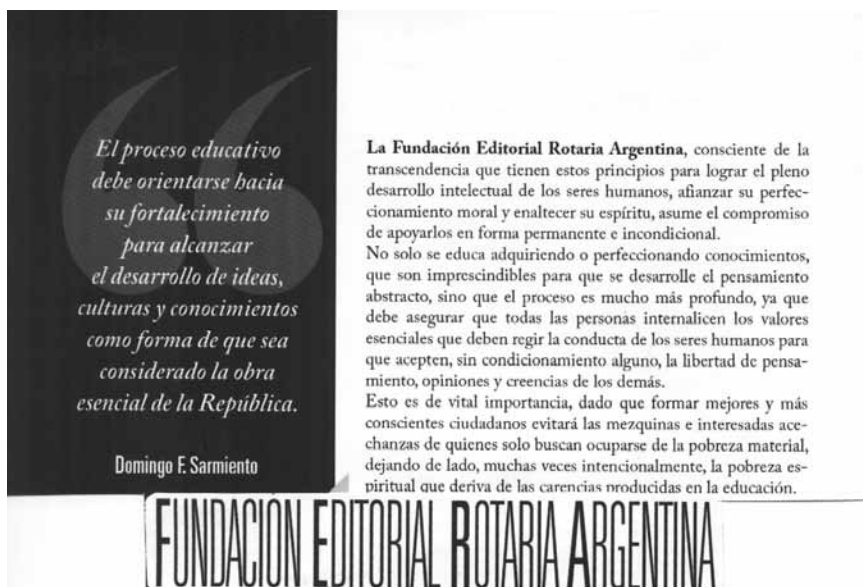 El proceso educativo
debe orientarse hacia
su fortalecimiento
para alcanzar
el desarrollo de ideas,
culturas y conocimientos
como forma de que sea
considerado la obra
esencial de la República.
Domingo F. Sarmiento
La Fundación Editorial Rotaria Argentina, consciente de la
transcendencia que tienen estos principios para lograr el pleno
desarrollo intelectual de los seres humanos, afianzar su perfec-
cionamiento moral y enaltecer su espíritu, asume el compromiso
de apoyarlos en forma permanente e incondicional.
No solo se educa adquiriendo o perfeccionando conocimientos,
que son imprescindibles para que se desarrolle el pensamiento
abstracto, sino que el proceso es mucho más profundo, ya que
debe asegurar que todas las personas internalicen los valores
esenciales que deben regir la conducta de los seres humanos para
que acepten, sin condicionamiento alguno, la libertad de pensa-
miento, opiniones y creencias de los demás.
Esto es de vital importancia, dado que formar mejores y más
conscientes ciudadanos evitará las mezquinas e interesadas ace-
chanzas de quienes solo buscan ocuparse de la pobreza material,
dejando de lado, muchas veces intencionalmente, la pobreza es-
piritual que deriva de las carencias producidas en la educación.
FUNDACIÓN EDITORIAL ROTARIA ARGENTINA